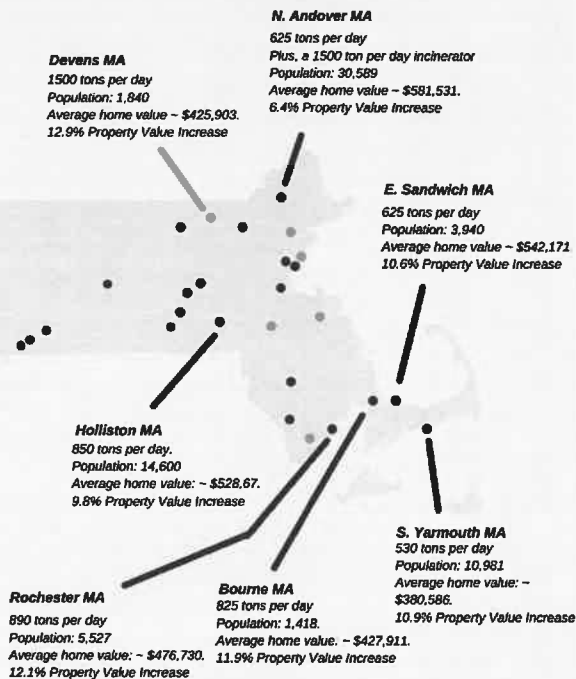 N. Andover MA
625 tons per day
Plus, a 1500 ton per day incinerator
Population: 30,589
Average home value ~ $581,531.
6.4% Property Value Increase
Devens MA
1500 tons per day
Population: 1,840
Average home value ~ $425,903.
12.9% Property Value Increase
E. Sandwich MA
625 tons per day
Population: 3,940
Average home value ~ $542,171
10.6% Property Value Increase
Holliston MA
850 tons per day.
Population: 14,600
Average home value: ~ $528,67.
9.8% Property Value Increase
S. Yarmouth MA
530 tons per day
Population: 10,981
Average home value: ~
$380,586.
10.9% Property Value Increase
Rochester MA
890 tons per day
Population: 5,527
Average home value: ~ $476,730.
12.1% Property Value Increase
Bourne MA
825 tons per day
Population: 1,418.
Average home value. ~ $427,911.
11.9% Property Value Increase